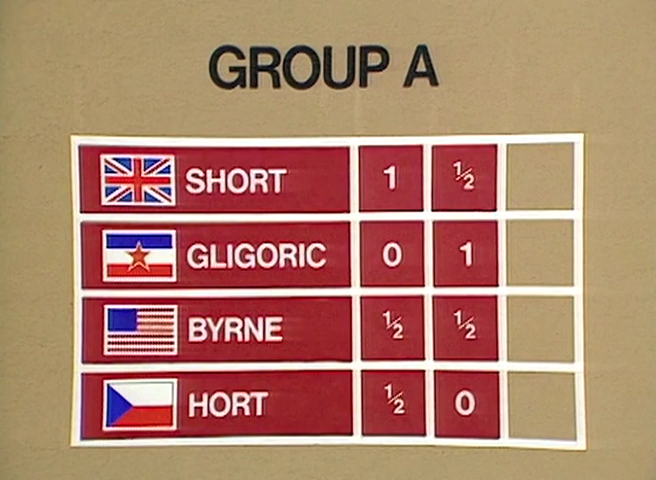 GROUP A
SHORT 1 ½
GLIGORIC 0 1
BYRNE ½ ½
HORT ½ 0